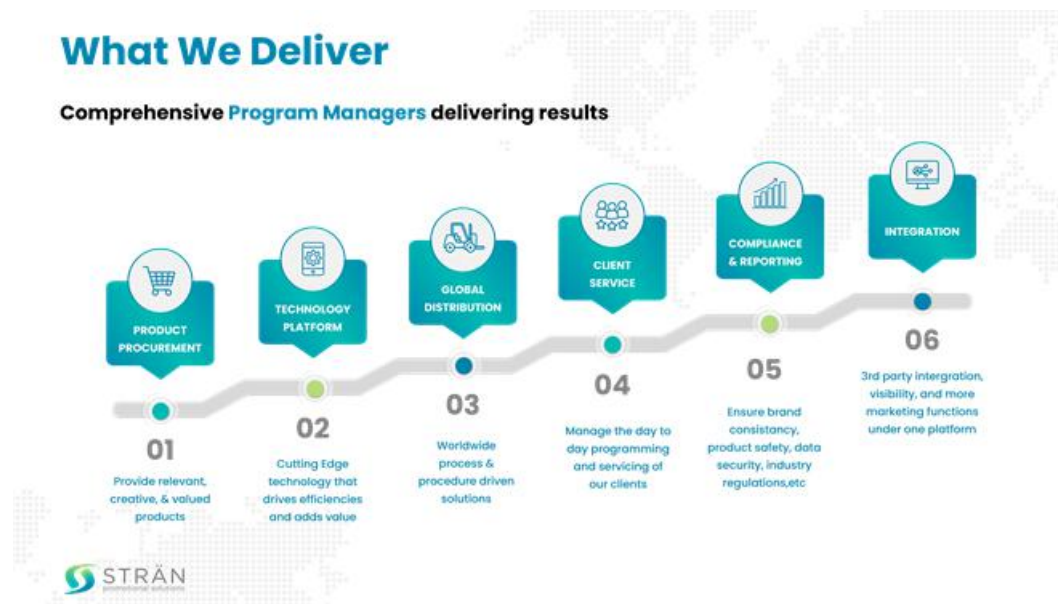 What We Deliver
Comprehensive Program Managers delivering results
PRODUCT
PROCUREMENT
01
Provide relevant,
creative, & valued
products
TECHNOLOGY
PLATFORM
02
Cutting Edge
technology that
drives efficiencies
and adds value
GLOBAL
DISTRIBUTION
03
Worldwide
process &
procedure driven
solutions
CLIENT
SERVICE
04
Manage the day to
day programming
and servicing of
our clients
COMPLIANCE
& REPORTING
05
Ensure brand
consistancy,
product safety, data
security, industry
regulations,etc
INTEGRATION
06
3rd party intergration,
visibility, and more
marketing functions
under one platform
STRÄN
promotional solutions